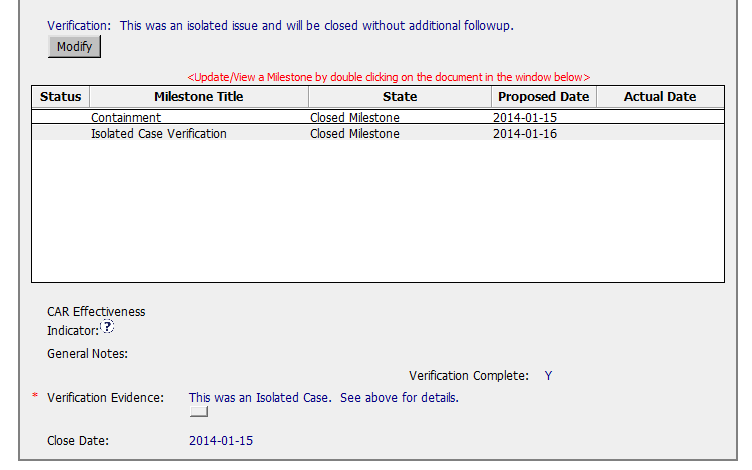 Verification: This was an isolated issue and will be closed without additional followup.
Modify
<Update/View a Milestone by double clicking on the document in the window below>
Status Milestone Title State Proposed Date Actual Date
Containment Closed Milestone 2014-01-15
Isolated Case Verification Closed Milestone 2014-01-16
CAR Effectiveness
Indicator: ?
General Notes:
Verification Complete: Y
* Verification Evidence: This was an Isolated Case. See above for details.
Close Date: 2014-01-15